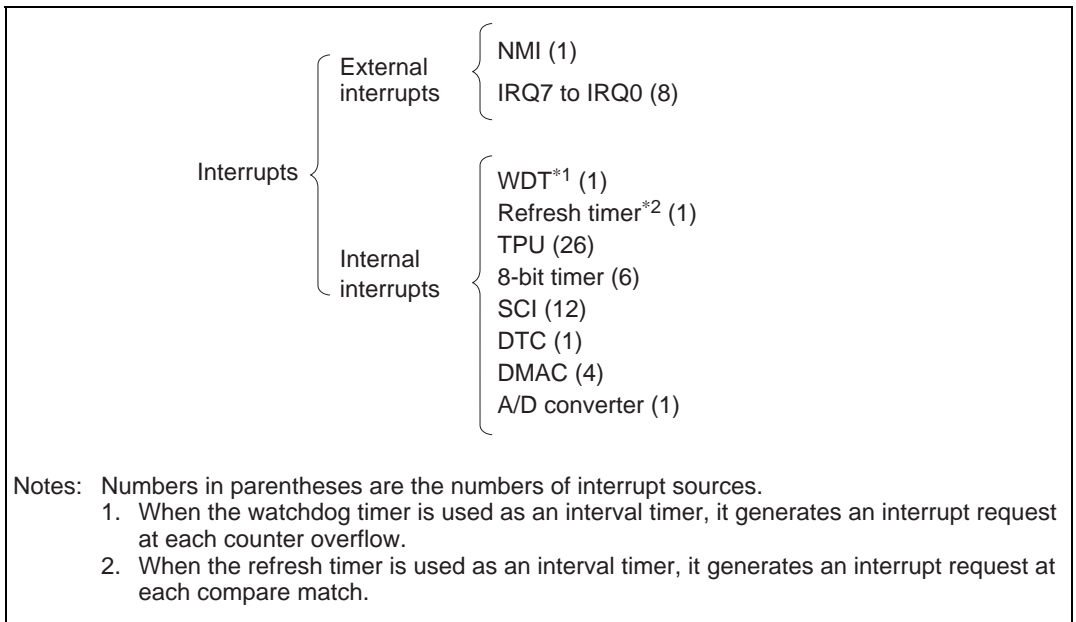 External
interrupts
NMI (1)
IRQ7 to IRQ0 (8)
Interrupts
Internal
interrupts
WDT*1 (1)
Refresh timer*2 (1)
TPU (26)
8-bit timer (6)
SCI (12)
DTC (1)
DMAC (4)
A/D converter (1)
Notes: Numbers in parentheses are the numbers of interrupt sources.
1. When the watchdog timer is used as an interval timer, it generates an interrupt request
at each counter overflow.
2. When the refresh timer is used as an interval timer, it generates an interrupt request at
each compare match.